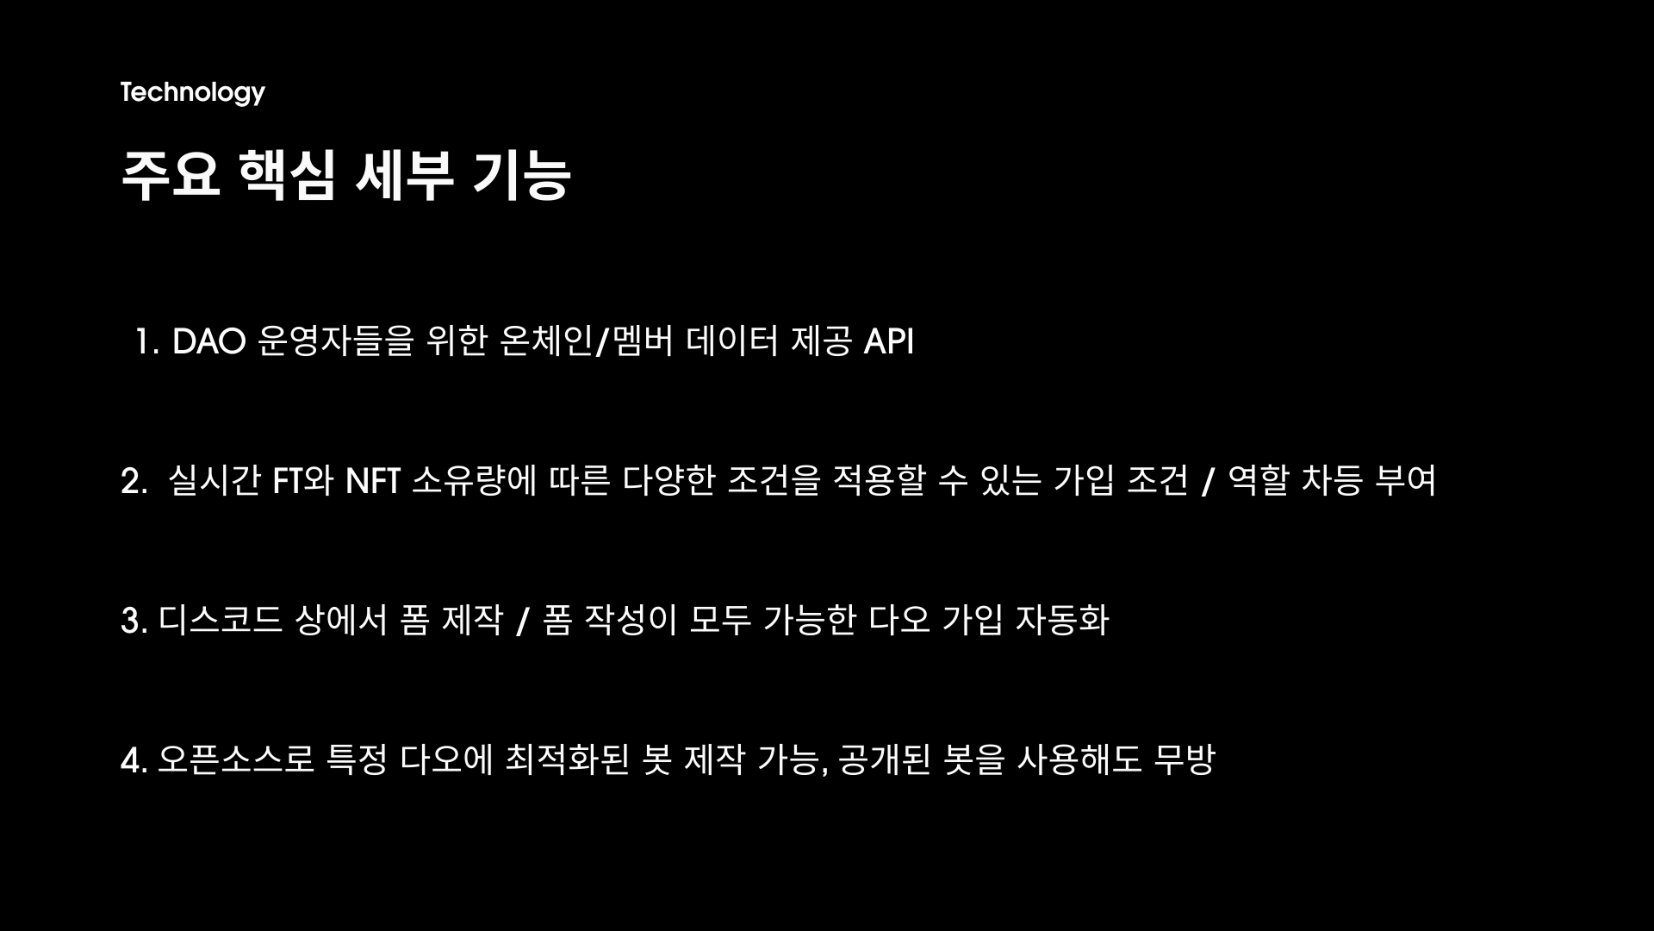 Technology
주요 핵심 세부 기능
1. DAO 운영자들을 위한 온체인/멤버 데이터 제공 API
2. 실시간 FT와 NFT 소유량에 따른 다양한 조건을 적용할 수 있는 가입 조건 / 역할 차등 부여
3. 디스코드 상에서 폼 제작 / 폼 작성이 모두 가능한 다오 가입 자동화
4. 오픈소스로 특정 다오에 최적화된 봇 제작 가능, 공개된 봇을 사용해도 무방